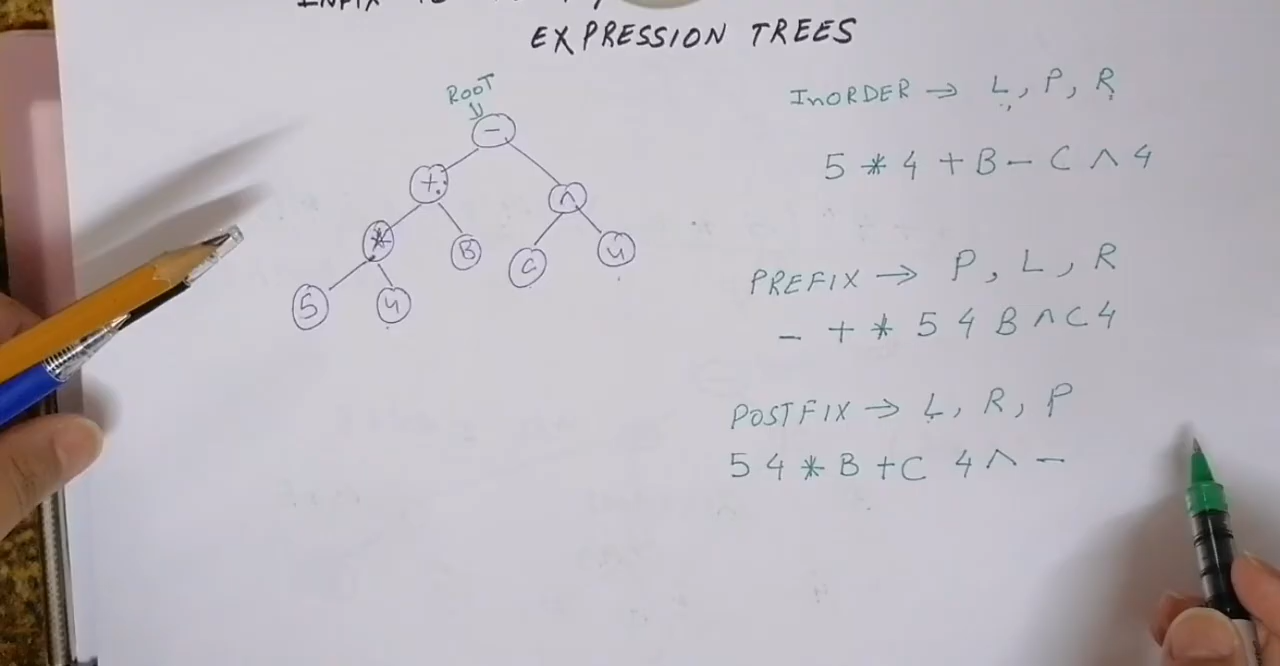 EXPRESSION TREES
ROOT
-
+
^
*
B
C
4
5
4
InORDER → L, P, R
5 * 4 + B - C ^ 4
PREFIX → P, L, R
- + * 5 4 B ^ C 4
POSTFIX → L, R, P
5 4 * B + C 4 ^ -